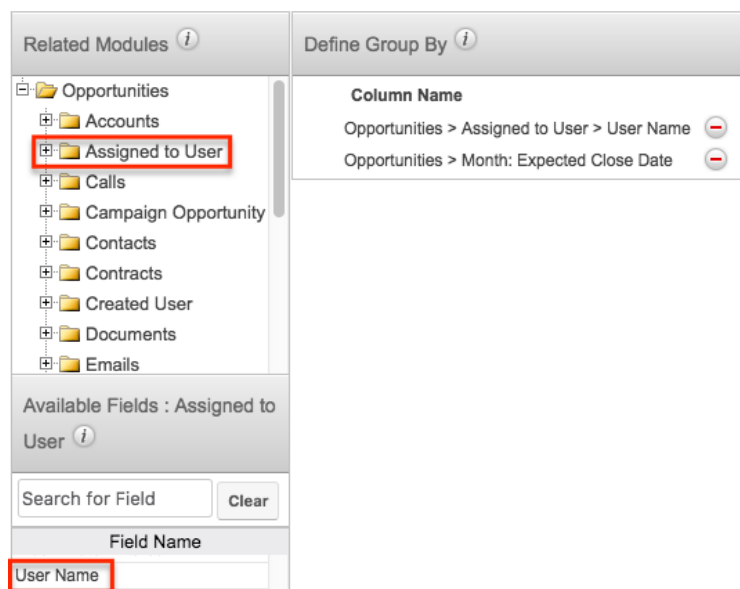 Related Modules i
Opportunities
Accounts
Assigned to User
Calls
Campaign Opportunity
Contacts
Contracts
Created User
Documents
Emails
Available Fields : Assigned to
User i
Search for Field Clear
Field Name
User Name
Define Group By i
Column Name
Opportunities > Assigned to User > User Name
Opportunities > Month: Expected Close Date